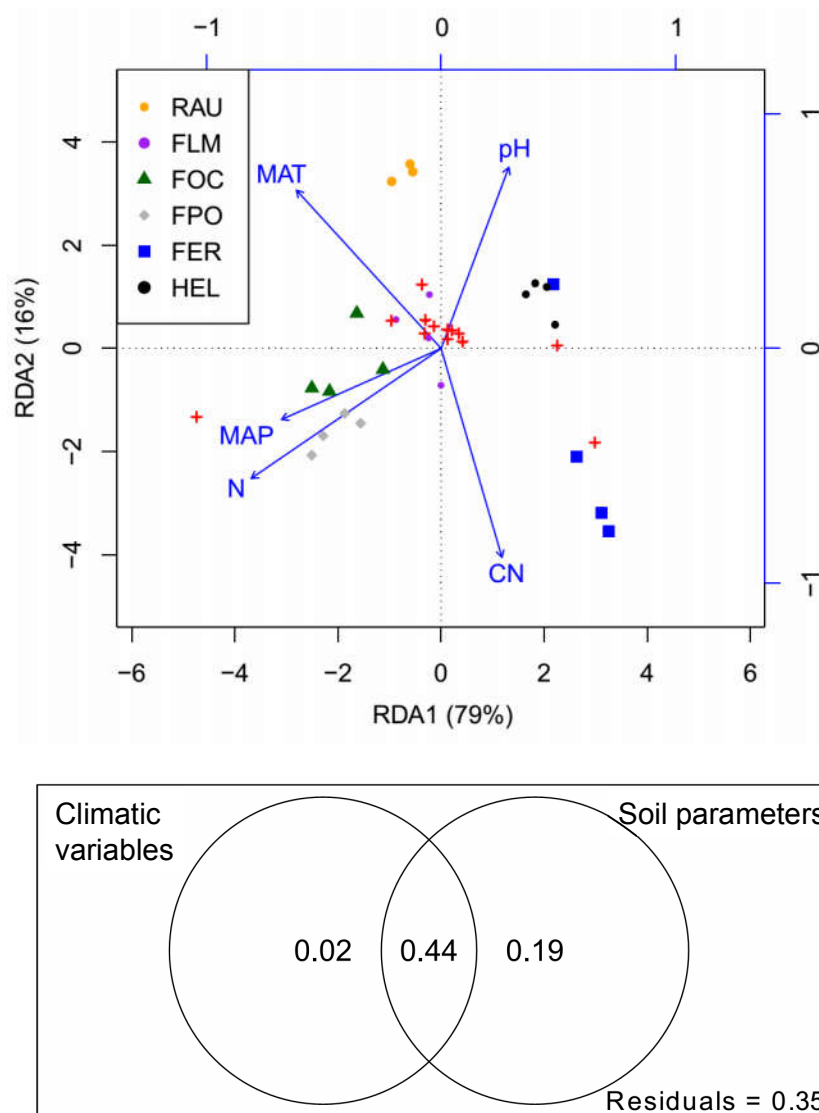 −1 0 1
RAU
FLM
FOC
FPO
FER
HEL
MAT
pH
MAP
N
CN
RDA2 (16%)
4
2
0
−2
−4
1
0
−1
−6 −4 −2 0 2 4 6
RDA1 (79%)
Climatic
variables
Soil parameters
0.02 0.44 0.19
Residuals = 0.35